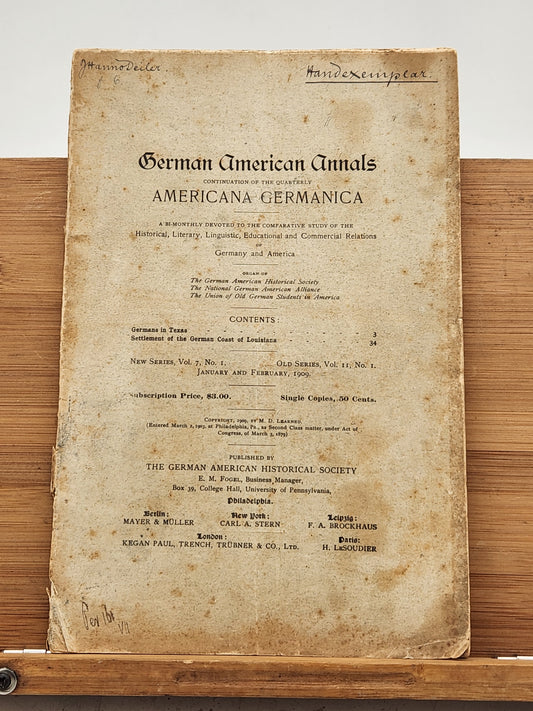 JHannoDeiler.
Handexemplar.
German American Annals
CONTINUATION OF THE QUARTERLY
AMERICANA GERMANICA
A BI-MONTHLY DEVOTED TO THE COMPARATIVE STUDY OF THE
Historical, Literary, Linguistic, Educational and Commercial Relations
OF
Germany and America
ORGAN OF
The German American Historical Society
The National German American Alliance
The Union of Old German Students in America
CONTENTS:
Germans in Texas - - - - - - - - 3
Settlement of the German Coast of Louisiana - - - - 34
New Series, Vol. 7, No. 1. Old Series, Vol. 11, No. 1.
January and February, 1909.
Subscription Price, $3.00. Single Copies, 50 Cents.
Copyright, 1909, by M. D. Learned.
(Entered March 2, 1903, at Philadelphia, Pa., as Second Class matter, under Act of
Congress, of March 3, 1879)
PUBLISHED BY
THE GERMAN AMERICAN HISTORICAL SOCIETY
E. M. Fogel, Business Manager,
Box 39, College Hall, University of Pennsylvania,
Philadelphia.
Berlin: New York: Leipzig:
MAYER & MÜLLER CARL A. STERN F. A. BROCKHAUS
London: Paris:
KEGAN PAUL, TRENCH, TRÜBNER & CO., Ltd. H. LeSOUDIER